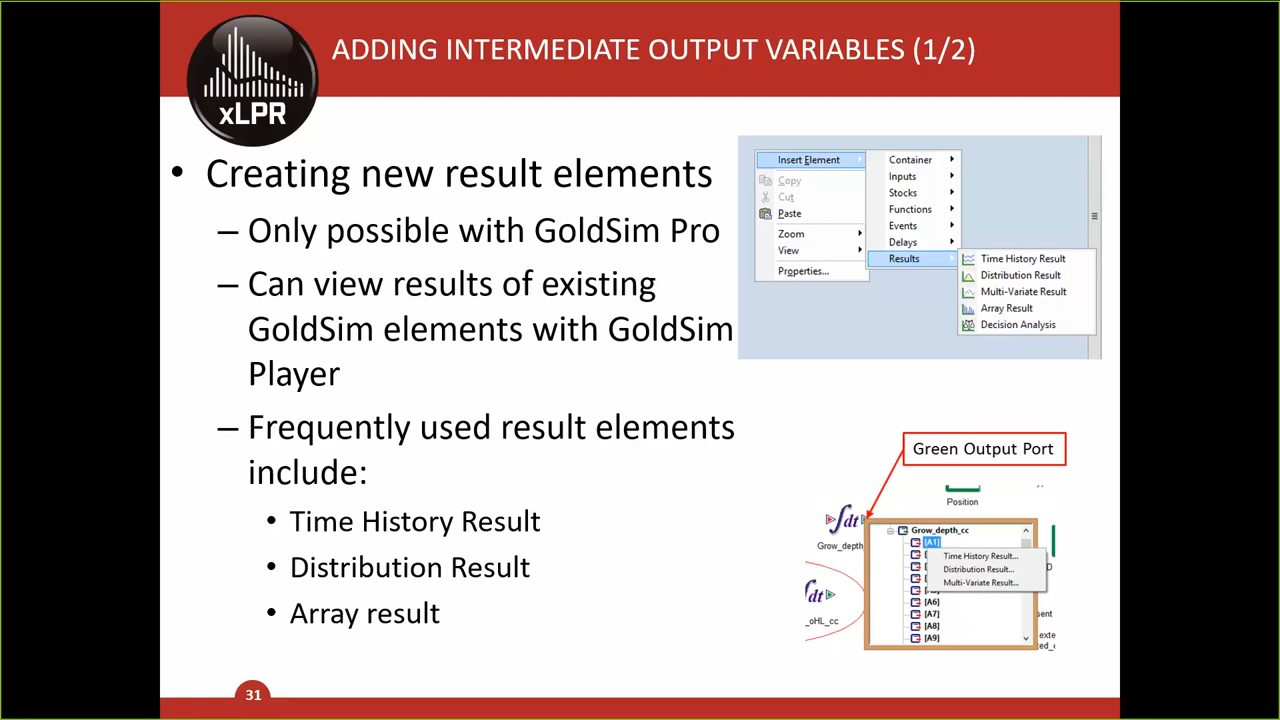 xLPR
ADDING INTERMEDIATE OUTPUT VARIABLES (1/2)
• Creating new result elements
– Only possible with GoldSim Pro
– Can view results of existing
GoldSim elements with GoldSim
Player
– Frequently used result elements
include:
• Time History Result
• Distribution Result
• Array result
Insert Element
Copy
Cut
Paste
Zoom
View
Properties...
Container
Inputs
Stocks
Functions
Events
Delays
Results
Time History Result
Distribution Result
Multi-Variate Result
Array Result
Decision Analysis
Green Output Port
Position
dt
Grow_depth
dt
_oHL_cc
Grow_depth_cc
[A1]
Time History Result...
Distribution Result...
Multi-Variate Result...
[A6]
[A7]
[A8]
[A9]
31